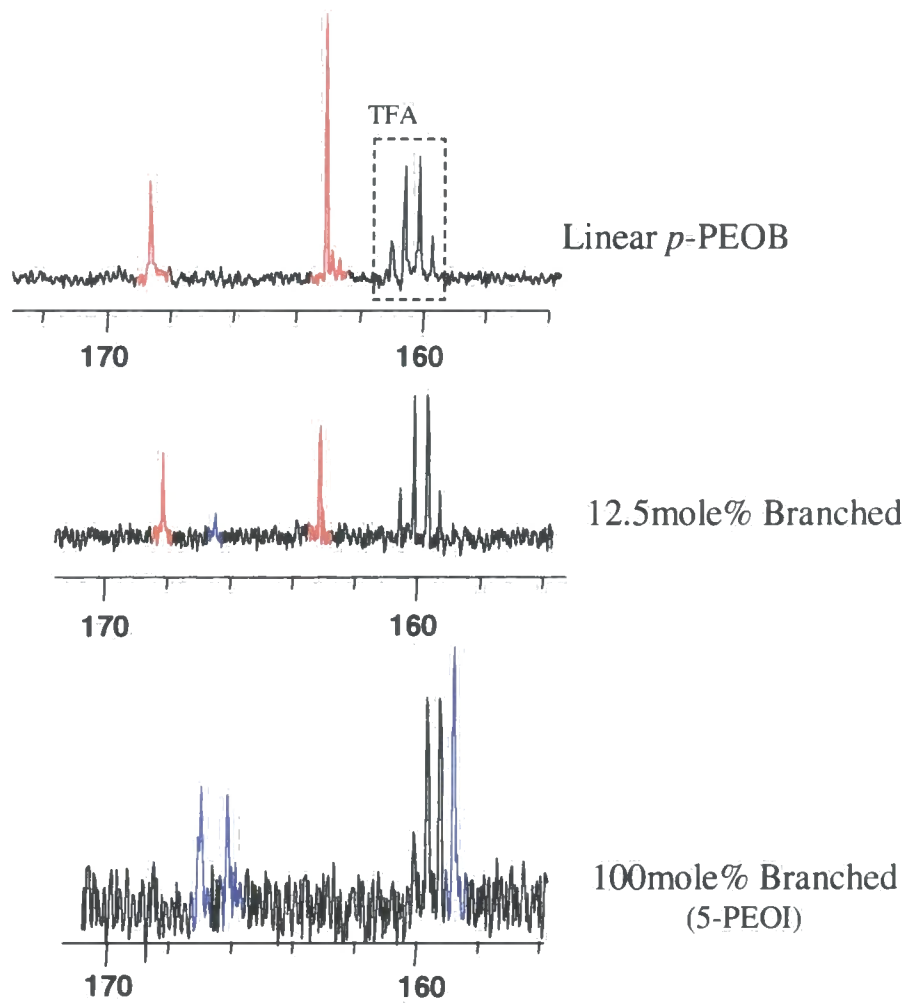 TFA
Linear p-PEOB
170 160
12.5mole% Branched
170 160
100mole% Branched
(5-PEOI)
170 160